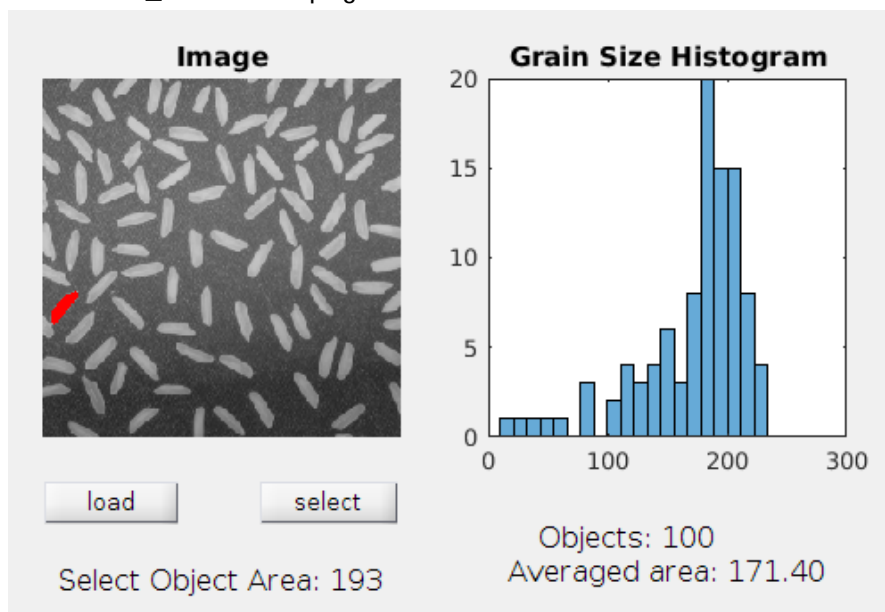 Image
Grain Size Histogram
20
15
10
5
0
0 100 200 300
load
select
Objects: 100
Averaged area: 171.40
Select Object Area: 193